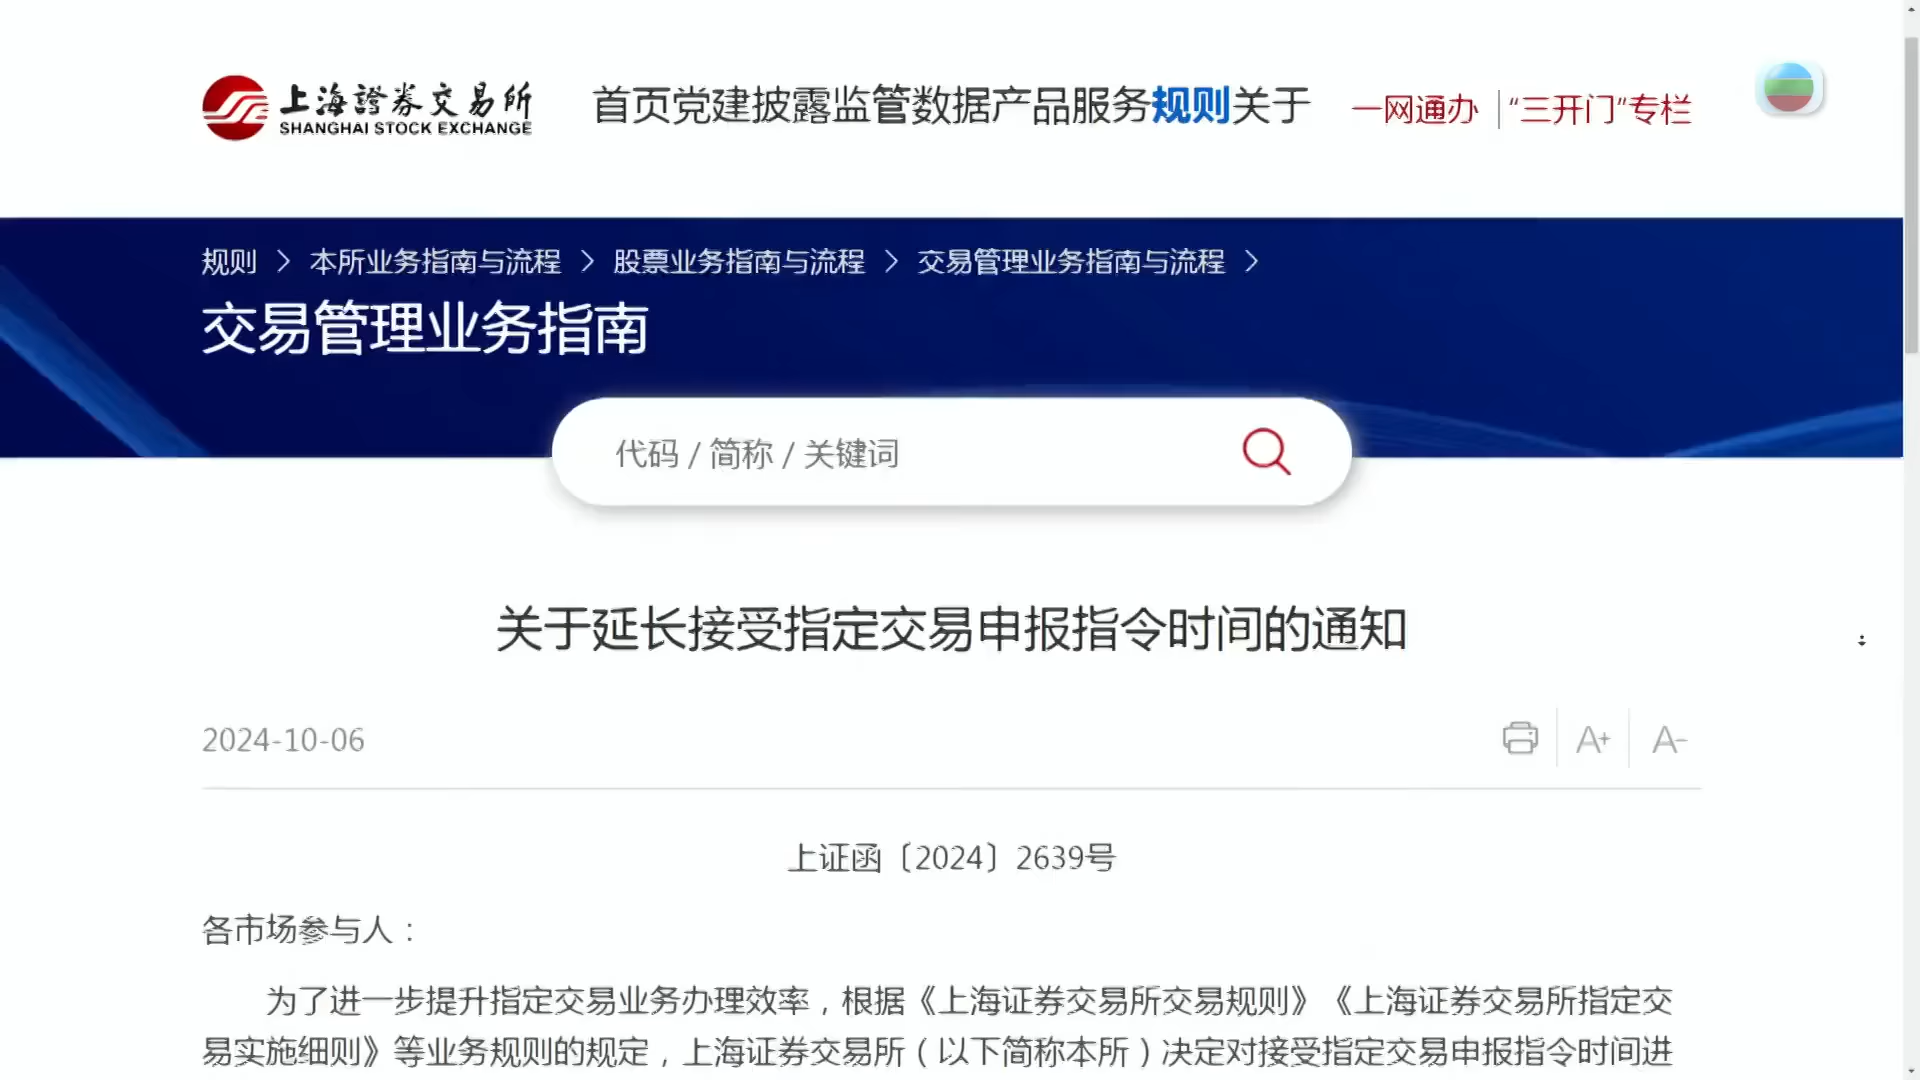 上海證券交易所
SHANGHAI STOCK EXCHANGE
首页党建披露监管数据产品服务规则关于
一网通办 “三开门”专栏
规则 > 本所业务指南与流程 > 股票业务指南与流程 > 交易管理业务指南与流程 >
交易管理业务指南
代码 / 简称 / 关键词
关于延长接受指定交易申报指令时间的通知
2024-10-06
A+ A-
上证函〔2024〕2639号
各市场参与人：
为了进一步提升指定交易业务办理效率，根据《上海证券交易所交易规则》《上海证券交易所指定交
易实施细则》等业务规则的规定，上海证券交易所（以下简称本所）决定对接受指定交易申报指令时间进